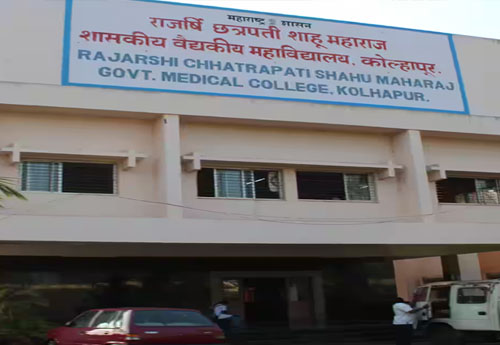 महाराष्ट्र शासन
राजर्षि छत्रपती शाहू महाराज
शासकीय वैद्यकीय महाविद्यालय, कोल्हापूर.
RAJARSHI CHHATRAPATI SHAHU MAHARAJ
GOVT. MEDICAL COLLEGE, KOLHAPUR.